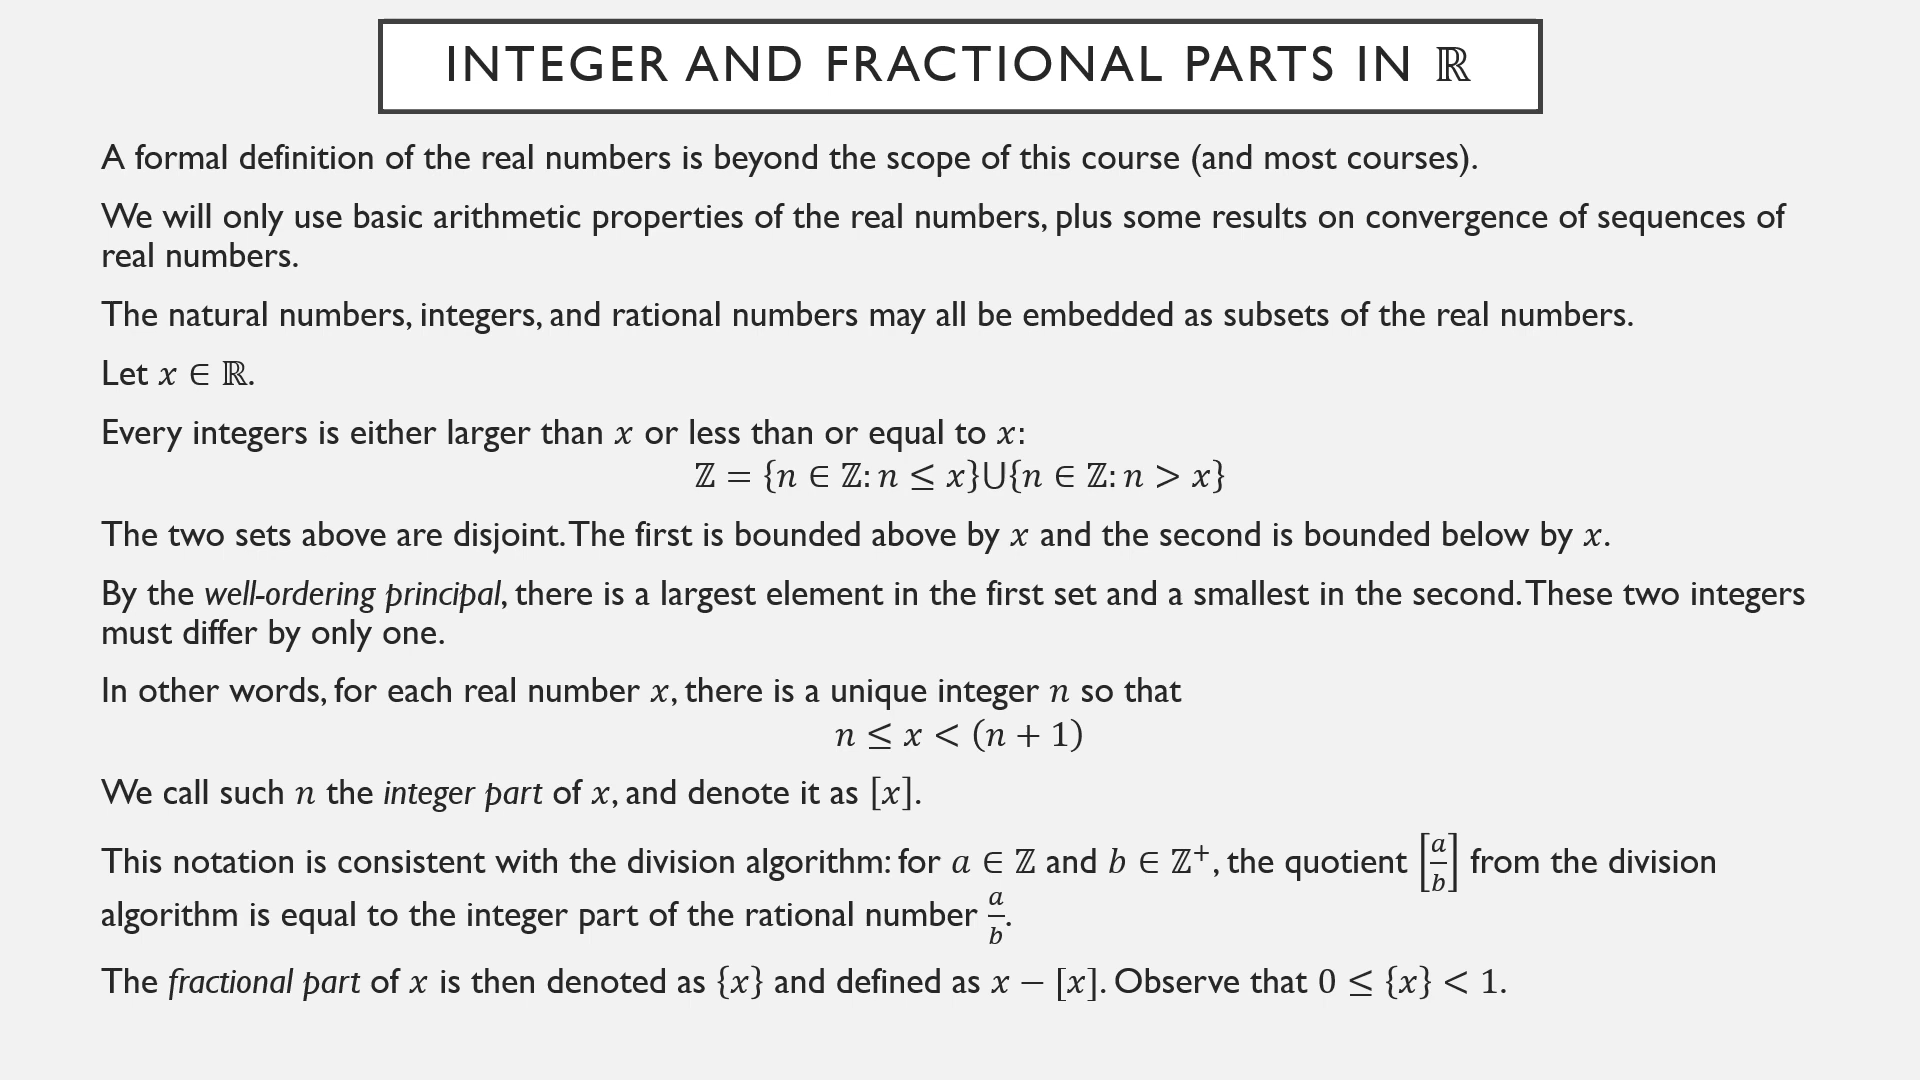 INTEGER AND FRACTIONAL PARTS IN ℝ
A formal definition of the real numbers is beyond the scope of this course (and most courses).
We will only use basic arithmetic properties of the real numbers, plus some results on convergence of sequences of
real numbers.
The natural numbers, integers, and rational numbers may all be embedded as subsets of the real numbers.
Let x ∈ ℝ.
Every integers is either larger than x or less than or equal to x:
ℤ = {n ∈ ℤ: n ≤ x}⋃{n ∈ ℤ: n > x}
The two sets above are disjoint. The first is bounded above by x and the second is bounded below by x.
By the well-ordering principal, there is a largest element in the first set and a smallest in the second. These two integers
must differ by only one.
In other words, for each real number x, there is a unique integer n so that
n ≤ x < (n + 1)
We call such n the integer part of x, and denote it as [x].
This notation is consistent with the division algorithm: for a ∈ ℤ and b ∈ ℤ⁺, the quotient [a/b] from the division
algorithm is equal to the integer part of the rational number a/b.
The fractional part of x is then denoted as {x} and defined as x − [x]. Observe that 0 ≤ {x} < 1.